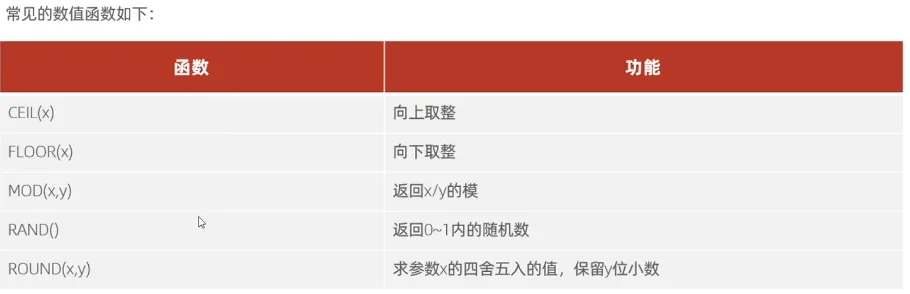 常见的数值函数如下：
函数 功能
CEIL(x) 向上取整
FLOOR(x) 向下取整
MOD(x,y) 返回x/y的模
RAND() 返回0~1内的随机数
ROUND(x,y) 求参数x的四舍五入的值，保留y位小数